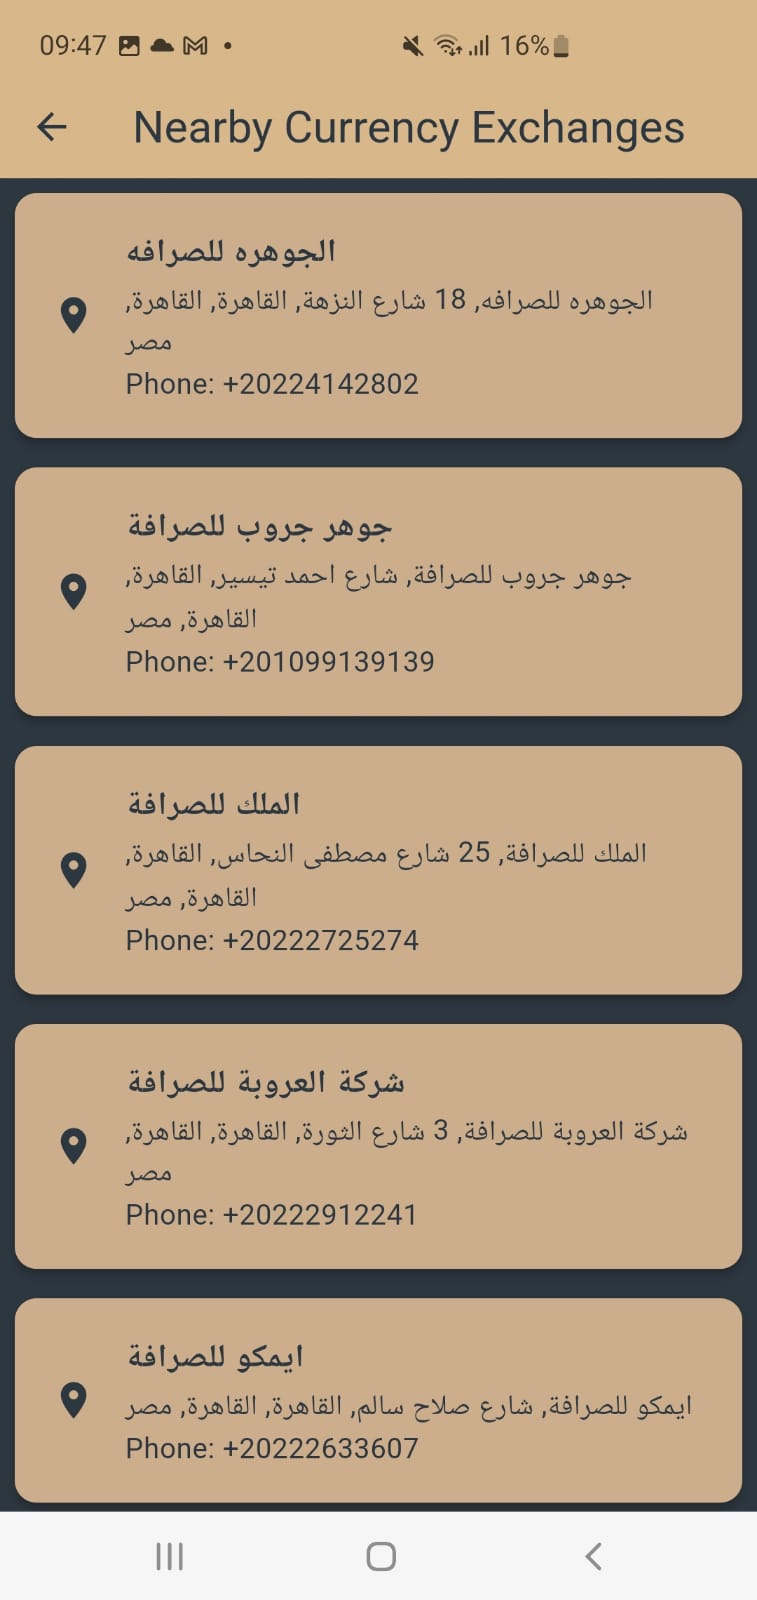 09:47
16%
Nearby Currency Exchanges
الجوهره للصرافه
الجوهره للصرافه, 18 شارع النزهة, القاهرة, القاهرة,
مصر
Phone: +20224142802
جوهر جروب للصرافة
جوهر جروب للصرافة, شارع احمد تيسير, القاهرة,
القاهرة, مصر
Phone: +201099139139
الملك للصرافة
الملك للصرافة, 25 شارع مصطفى النحاس, القاهرة,
القاهرة, مصر
Phone: +20222725274
شركة العروبة للصرافة
شركة العروبة للصرافة, 3 شارع الثورة, القاهرة, القاهرة,
مصر
Phone: +20222912241
ايمكو للصرافة
ايمكو للصرافة, شارع صلاح سالم, القاهرة, القاهرة, مصر
Phone: +20222633607